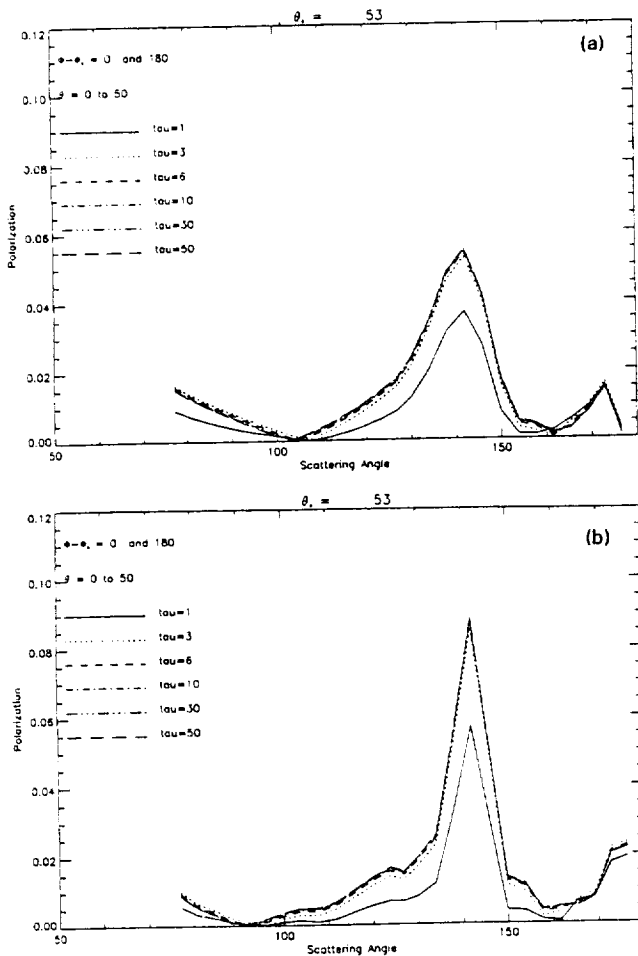 θ. = 53
(a)
0.12
Φ-Φ. = 0 and 180
0.10
θ = 0 to 50
tau=1
0.08
tau=3
tau=6
tau=10
0.06
tau=30
tau=50
Polarization
0.04
0.02
0.00
50
100
150
Scattering Angle
θ. = 53
(b)
0.12
Φ-Φ. = 0 and 180
0.10
θ = 0 to 50
tau=1
0.08
tau=3
tau=6
tau=10
0.06
tau=30
tau=50
Polarization
0.04
0.02
0.00
50
100
150
Scattering Angle